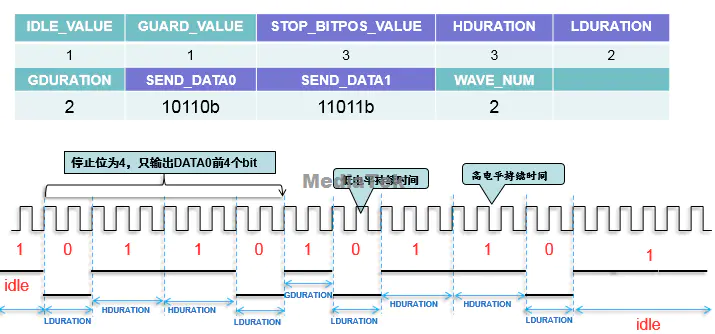 IDLE_VALUE GUARD_VALUE STOP_BITPOS_VALUE HDURATION LDURATION
1 1 3 3 2
GDURATION SEND_DATA0 SEND_DATA1 WAVE_NUM
2 10110b 11011b 2
停止位为4，只输出DATA0前4个bit
MediaTek
低电平持续时间
高电平持续时间
1 0 1 1 0 1 0 1 1 0 1
idle
GDURATION
LDURATION HDURATION HDURATION LDURATION LDURATION HDURATION HDURATION LDURATION
idle